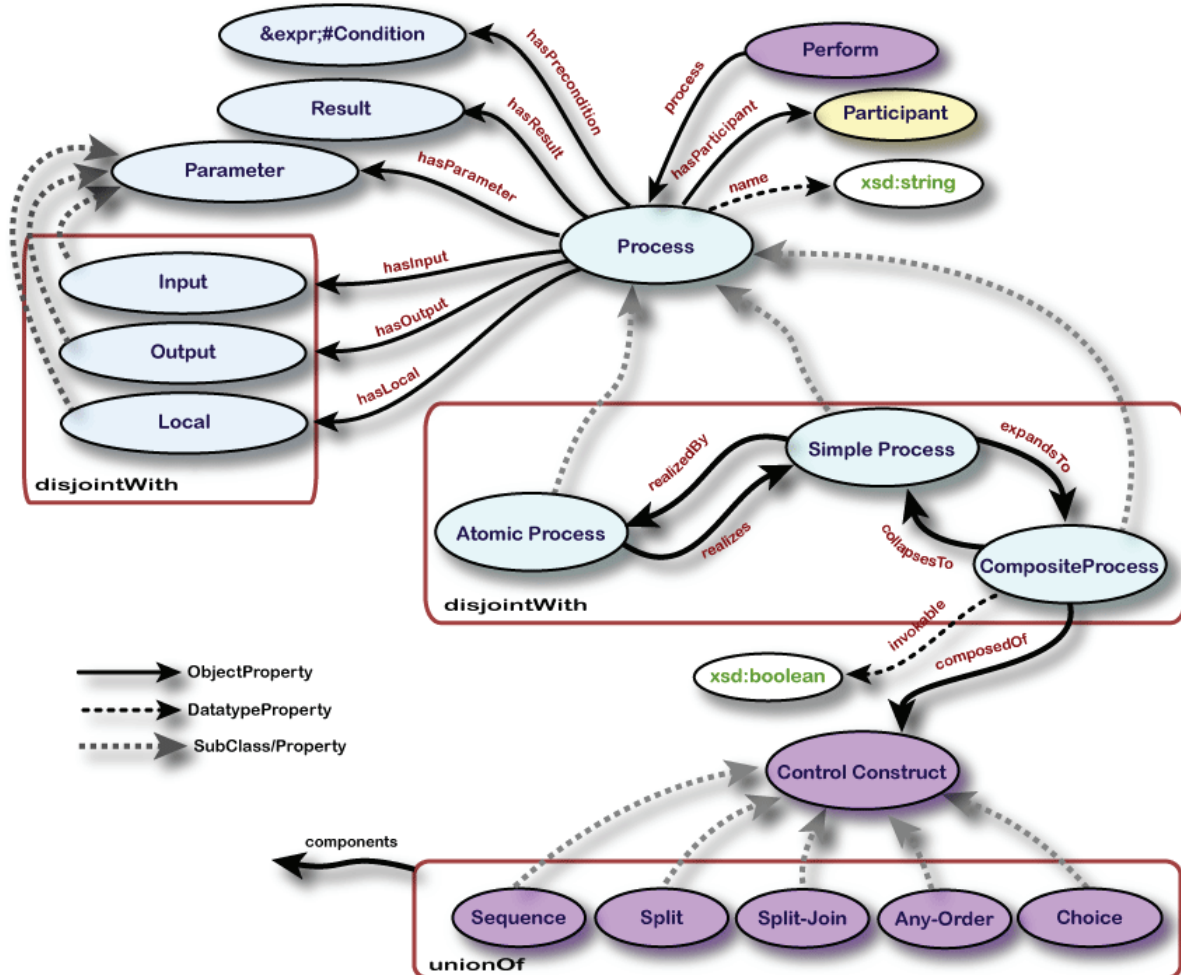 &expr;#Condition
Perform
hasPrecondition
process
Result
hasResult
hasParticipant
Participant
Parameter
hasParameter
name
xsd:string
Process
Input
hasInput
Output
hasOutput
Local
hasLocal
disjointWith
Simple Process
expandsTo
realizedBy
Atomic Process
realizes
collapsesTo
CompositeProcess
disjointWith
invokable
composedOf
xsd:boolean
ObjectProperty
DatatypeProperty
SubClass/Property
Control Construct
components
Sequence
Split
Split-Join
Any-Order
Choice
unionOf